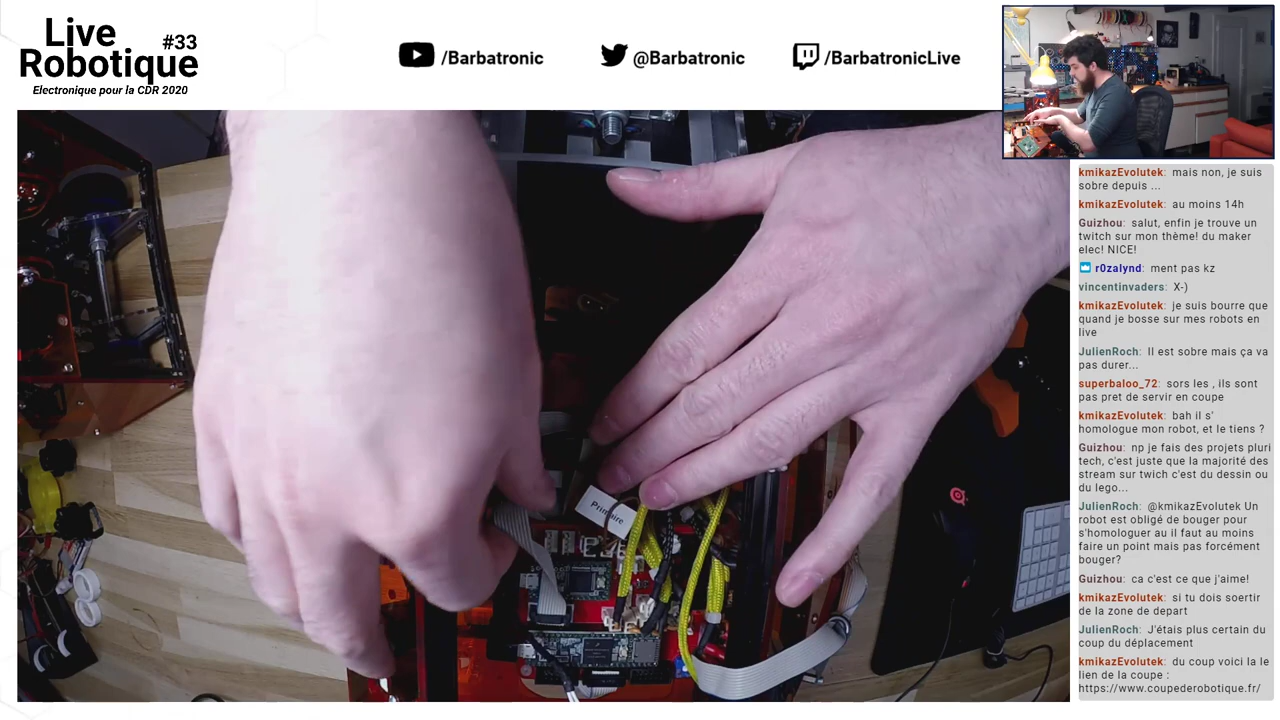 Live
Robotique #33
Electronique pour la CDR 2020
/Barbatronic
@Barbatronic
/BarbatronicLive
kmikazEvolutek: mais non, je suis
sobre depuis ...
kmikazEvolutek: au moins 14h
Guizhou: salut, enfin je trouve un
twitch sur mon thème! du maker
elec! NICE!
r0zalynd: ment pas kz
vincentinvaders: X-)
kmikazEvolutek: je suis bourre que
quand je bosse sur mes robots en
live
JulienRoch: Il est sobre mais ça va
pas durer...
superbaloo_72: sors les , ils sont
pas pret de servir en coupe
kmikazEvolutek: bah il s'
homologue mon robot, et le tiens ?
Guizhou: np je fais des projets pluri
tech, c'est juste que la majorité des
stream sur twich c'est du dessin ou
du lego...
JulienRoch: @kmikazEvolutek Un
robot est obligé de bouger pour
s'homologuer au il faut au moins
faire un point mais pas forcément
bouger?
Guizhou: ca c'est ce que j'aime!
kmikazEvolutek: si tu dois soertir
de la zone de depart
JulienRoch: J'étais plus certain du
coup du déplacement
kmikazEvolutek: du coup voici la le
lien de la coupe :
https://www.coupederobotique.fr/
Primaire